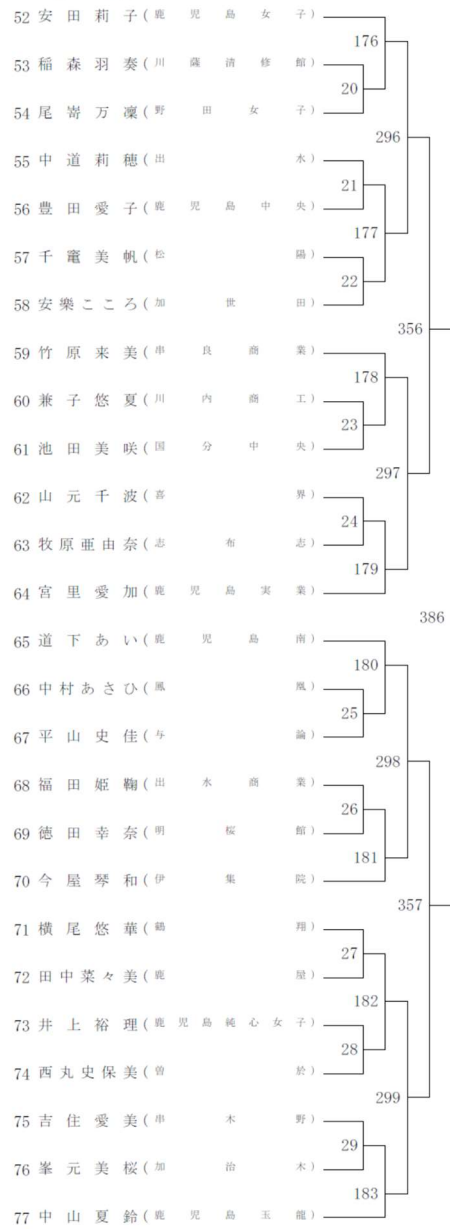 52 安田莉子(鹿児島女子)
176
53 稲森羽奏(川薩清修館)
20
54 尾嵜万凜(野田女子)
296
55 中道莉穂(出水)
21
56 豊田愛子(鹿児島中央)
177
57 千竈美帆(松陽)
22
58 安樂こころ(加世田)
356
59 竹原来美(串良商業)
178
60 兼子悠夏(川内商工)
23
61 池田美咲(国分中央)
297
62 山元千波(喜界)
24
63 牧原亜由奈(志布志)
179
64 宮里愛加(鹿児島実業)
386
65 道下あい(鹿児島南)
180
66 中村あさひ(鳳凰)
25
67 平山史佳(与論)
298
68 福田姫鞠(出水商業)
26
69 徳田幸奈(明桜館)
181
70 今屋琴和(伊集院)
357
71 横尾悠華(鶴翔)
27
72 田中菜々美(鹿屋)
182
73 井上裕理(鹿児島純心女子)
28
74 西丸史保美(曽於)
299
75 吉住愛美(串木野)
29
76 峯元美桜(加治木)
183
77 中山夏鈴(鹿児島玉龍)